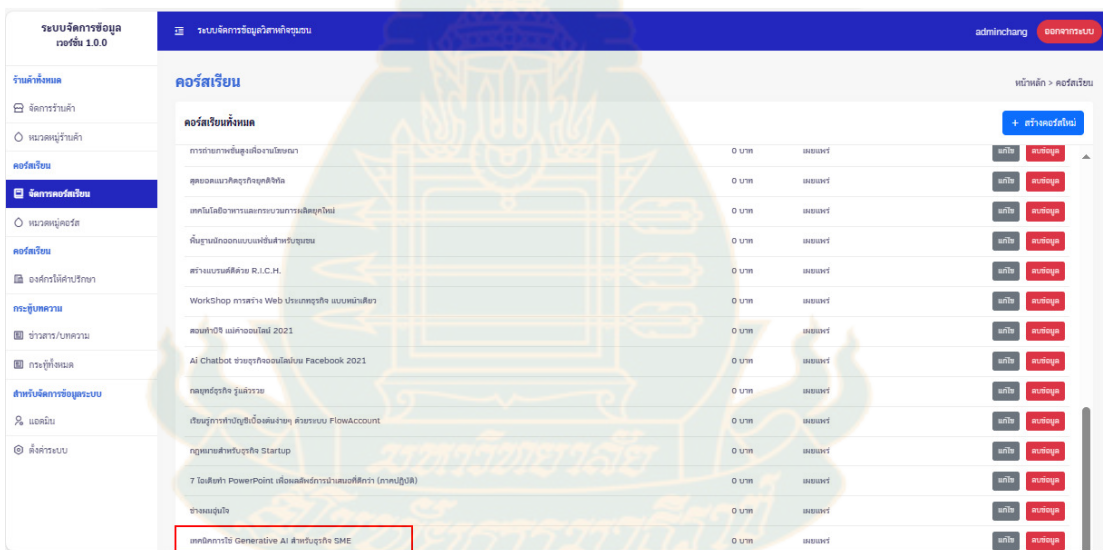 ระบบจัดการข้อมูล
เวอร์ชั่น 1.0.0
ร้านค้าทั้งหมด
จัดการร้านค้า
หมวดหมู่ร้านค้า
คอร์สเรียน
จัดการคอร์สเรียน
หมวดหมู่คอร์ส
คอร์สเรียน
องค์กรให้คำปรึกษา
กระทู้บทความ
ข่าวสาร/บทความ
กระทู้ทั้งหมด
สำหรับจัดการข้อมูลระบบ
แอดมิน
ตั้งค่าระบบ
ระบบจัดการข้อมูลวิสาหกิจชุมชน
adminchang ออกจากระบบ
คอร์สเรียน
หน้าหลัก > คอร์สเรียน
คอร์สเรียนทั้งหมด
+ สร้างคอร์สใหม่
การถ่ายภาพขั้นสูงเพื่องานโฆษณา 0 บาท เผยแพร่ แก้ไข ลบข้อมูล
สุดยอดแนวคิดธุรกิจยุคดิจิทัล 0 บาท เผยแพร่ แก้ไข ลบข้อมูล
เทคโนโลยีอาหารและกระบวนการผลิตยุคใหม่ 0 บาท เผยแพร่ แก้ไข ลบข้อมูล
พื้นฐานนักออกแบบแฟชั่นสำหรับชุมชน 0 บาท เผยแพร่ แก้ไข ลบข้อมูล
สร้างแบรนด์ดีด้วย R.I.C.H. 0 บาท เผยแพร่ แก้ไข ลบข้อมูล
WorkShop การสร้าง Web ประเภทธุรกิจ แบบหน้าเดียว 0 บาท เผยแพร่ แก้ไข ลบข้อมูล
สอนทำบัจิ แม่ค้าออนไลน์ 2021 0 บาท เผยแพร่ แก้ไข ลบข้อมูล
Ai Chatbot ช่วยธุรกิจออนไลน์บน Facebook 2021 0 บาท เผยแพร่ แก้ไข ลบข้อมูล
กลยุทธ์ธุรกิจ รู้แล้วรวย 0 บาท เผยแพร่ แก้ไข ลบข้อมูล
เรียนรู้การทำบัญชีเบื้องต้นง่ายๆ ด้วยระบบ FlowAccount 0 บาท เผยแพร่ แก้ไข ลบข้อมูล
กฎหมายสำหรับธุรกิจ Startup 0 บาท เผยแพร่ แก้ไข ลบข้อมูล
7 ไอเดียทำ PowerPoint เพื่อผลลัพธ์การนำเสนอที่ดีกว่า (ภาคปฏิบัติ) 0 บาท เผยแพร่ แก้ไข ลบข้อมูล
ช่างผมอุ่นใจ 0 บาท เผยแพร่ แก้ไข ลบข้อมูล
เทคนิคการใช้ Generative AI สำหรับธุรกิจ SME 0 บาท เผยแพร่ แก้ไข ลบข้อมูล